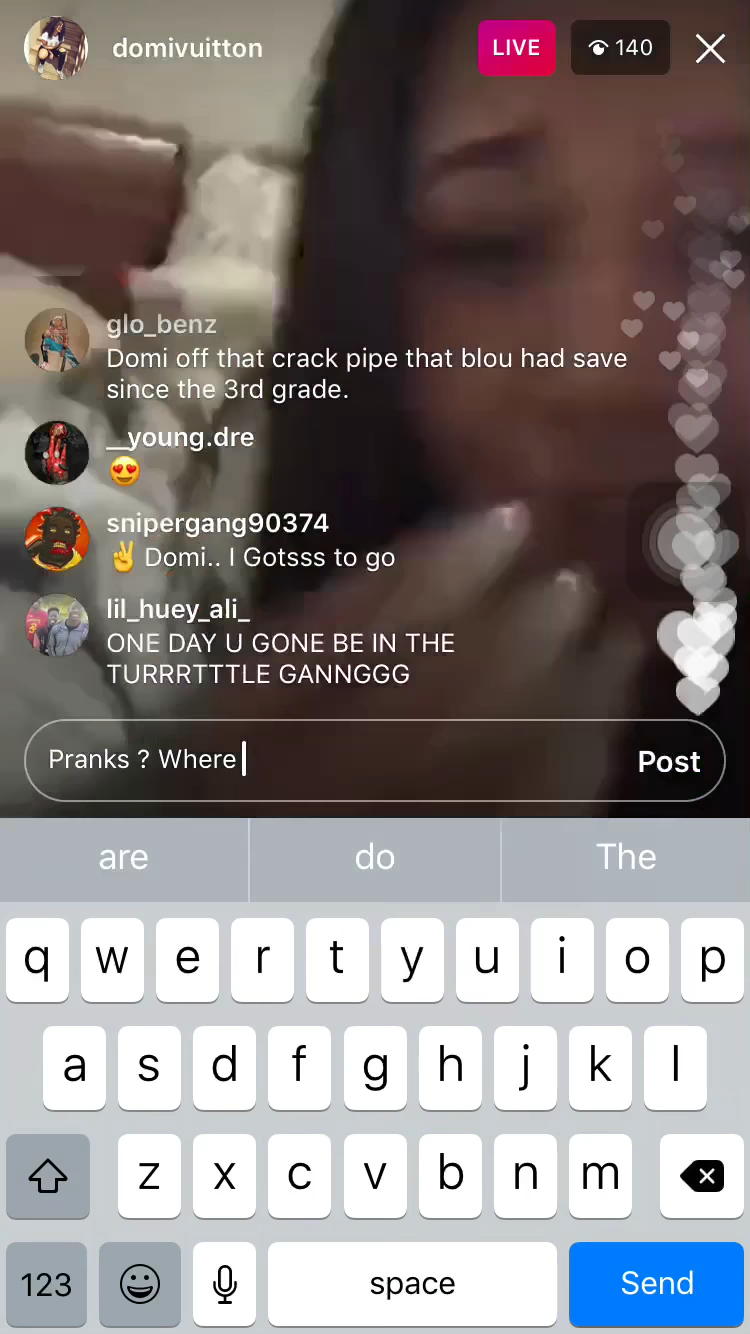 domivuitton
LIVE
140
glo_benz
Domi off that crack pipe that blou had save
since the 3rd grade.
__young.dre
😍
snipergang90374
✌️ Domi.. I Gotsss to go
lil_huey_ali_
ONE DAY U GONE BE IN THE
TURRRTTTLE GANNGGG
Pranks ? Where
Post
are do The
q w e r t y u i o p
a s d f g h j k l
z x c v b n m
123 space Send